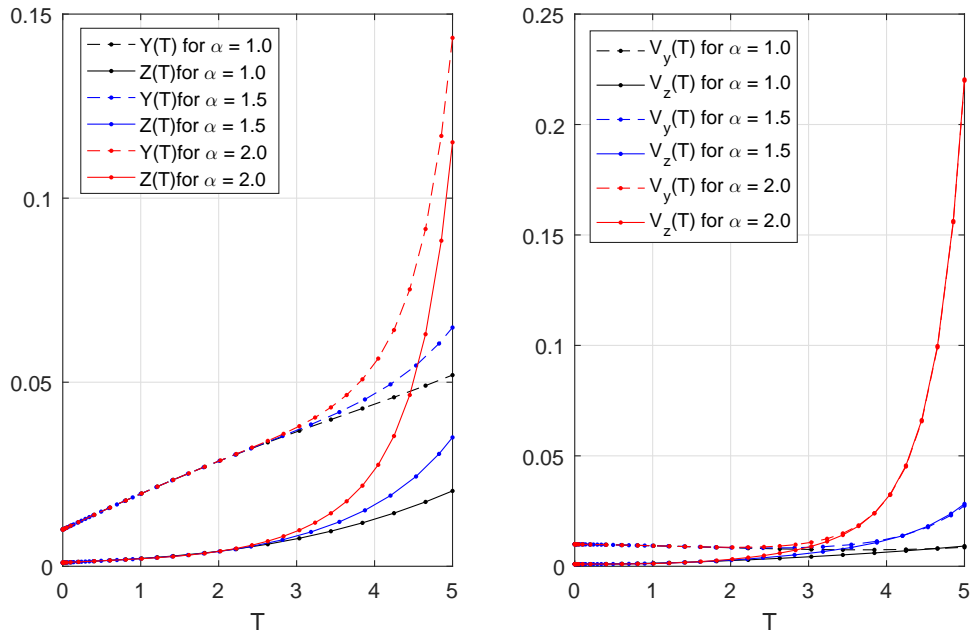 0.15
0.1
0.05
0
Y(T) for α = 1.0
Z(T)for α = 1.0
Y(T)for α = 1.5
Z(T)for α = 1.5
Y(T)for α = 2.0
Z(T)for α = 2.0
0 1 2 3 4 5
T
0.25
0.2
0.15
0.1
0.05
0
V_y(T) for α = 1.0
V_z(T) for α = 1.0
V_y(T) for α = 1.5
V_z(T) for α = 1.5
V_y(T) for α = 2.0
V_z(T) for α = 2.0
0 1 2 3 4 5
T